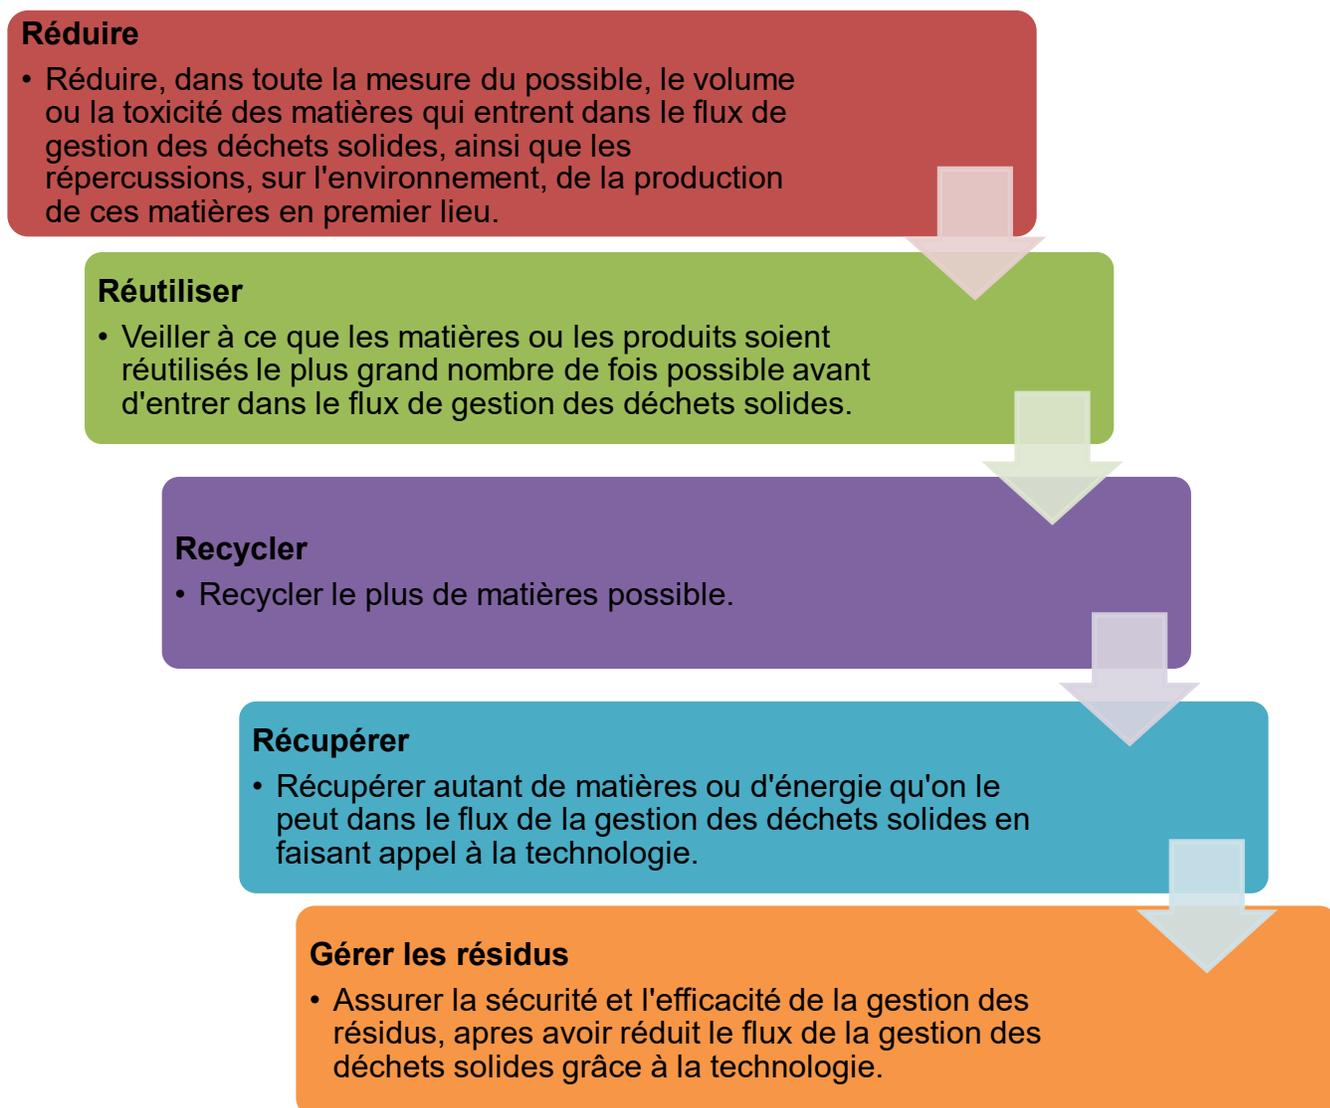 Réduire
• Réduire, dans toute la mesure du possible, le volume
ou la toxicité des matières qui entrent dans le flux de
gestion des déchets solides, ainsi que les
répercussions, sur l'environnement, de la production
de ces matières en premier lieu.
Réutiliser
• Veiller à ce que les matières ou les produits soient
réutilisés le plus grand nombre de fois possible avant
d'entrer dans le flux de gestion des déchets solides.
Recycler
• Recycler le plus de matières possible.
Récupérer
• Récupérer autant de matières ou d'énergie qu'on le
peut dans le flux de la gestion des déchets solides en
faisant appel à la technologie.
Gérer les résidus
• Assurer la sécurité et l'efficacité de la gestion des
résidus, apres avoir réduit le flux de la gestion des
déchets solides grâce à la technologie.